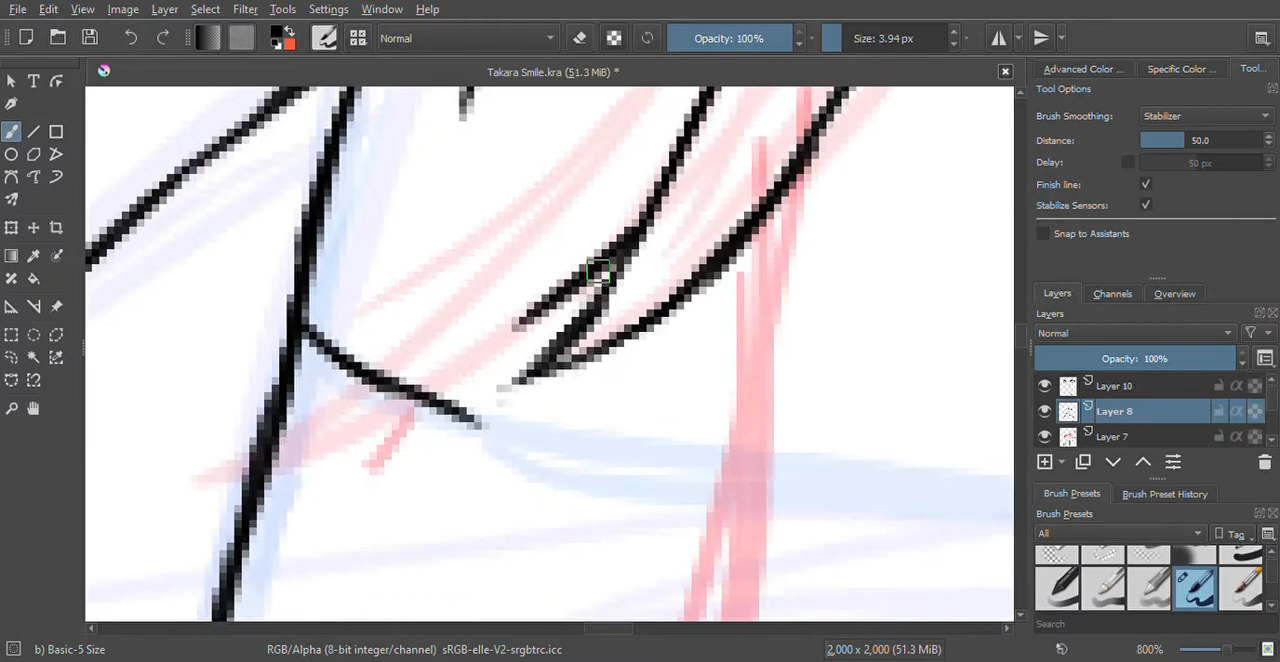 File Edit View Image Layer Select Filter Tools Settings Window Help
Normal Opacity: 100% Size: 3.94 px
Takara Smile.kra (51.3 MiB) *
Advanced Color ... Specific Color ... Tool...
Tool Options
Brush Smoothing: Stabilizer
Distance: 50.0
Delay: 50 px
Finish line:
Stabilize Sensors:
Snap to Assistants
Layers Channels Overview
Layers
Normal
Opacity: 100%
Layer 10
Layer 8
Layer 7
Brush Presets Brush Preset History
Brush Presets
All Tag
Search
b) Basic-5 Size RGB/Alpha (8-bit integer/channel) sRGB-elle-V2-srgbtrc.icc 2,000 x 2,000 (51.3 MiB) 800%